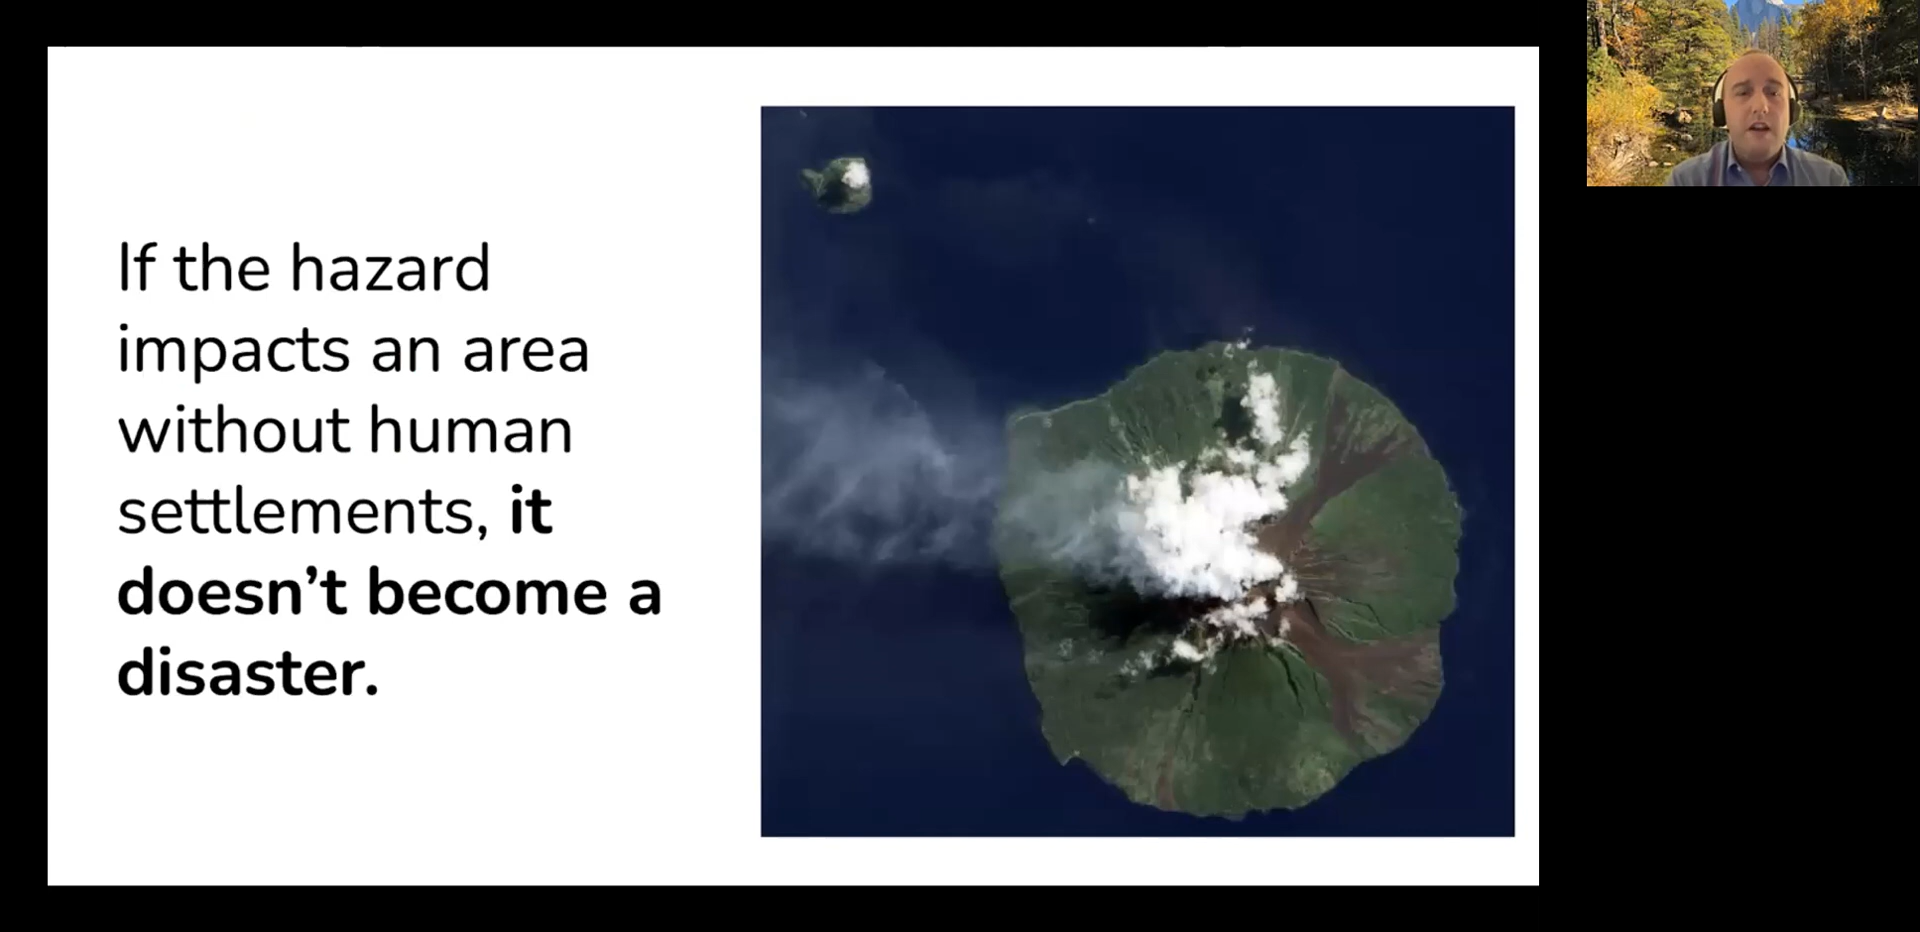 If the hazard
impacts an area
without human
settlements, it
doesn’t become a
disaster.